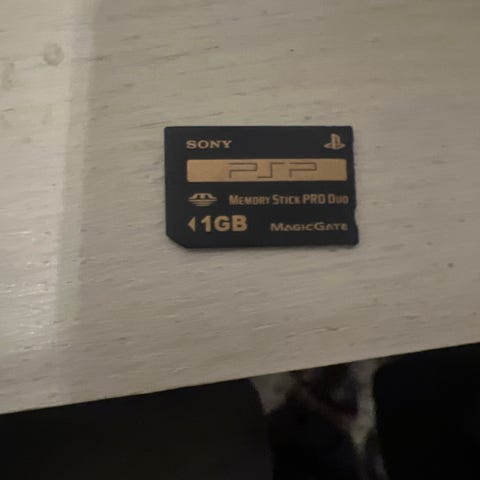 SONY
PSP
MEMORY STICK PRO DUO
1GB MAGICGATE